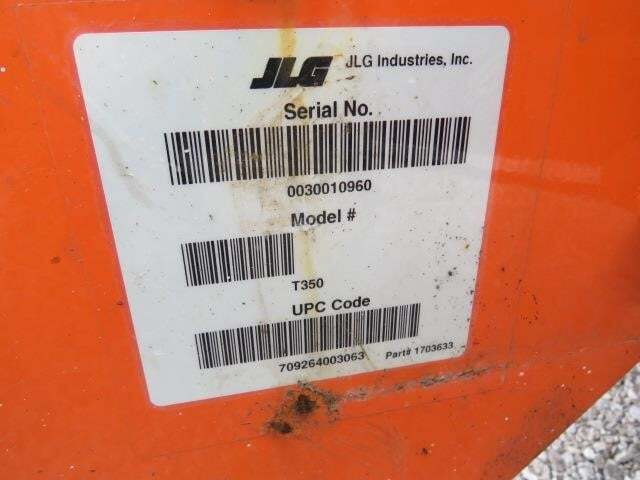 JLG JLG Industries, Inc.
Serial No.
0030010960
Model #
T350
UPC Code
709264003063 Part# 1703633